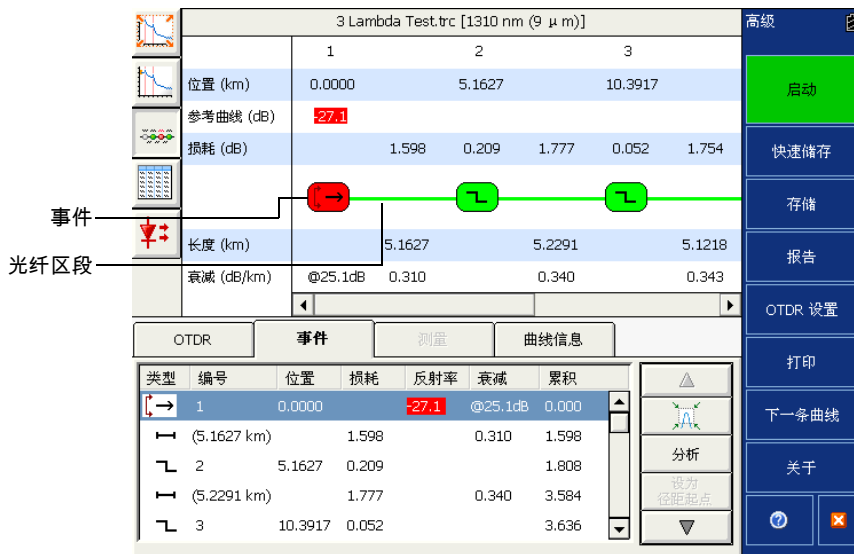 3 Lambda Test.trc [1310 nm (9 μm)]
高级
1 2 3
位置 (km) 0.0000 5.1627 10.3917
参考曲线 (dB) -27.1
损耗 (dB) 1.598 0.209 1.777 0.052 1.754
事件
光纤区段
长度 (km) 5.1627 5.2291 5.1218
衰减 (dB/km) @25.1dB 0.310 0.340 0.343
OTDR 事件 测量 曲线信息
类型 编号 位置 损耗 反射率 衰减 累积
1 0.0000 -27.1 @25.1dB 0.000
(5.1627 km) 1.598 0.310 1.598
2 5.1627 0.209 1.808
(5.2291 km) 1.777 0.340 3.584
3 10.3917 0.052 3.636
分析
设为
径距起点
启动
快速储存
存储
报告
OTDR 设置
打印
下一条曲线
关于